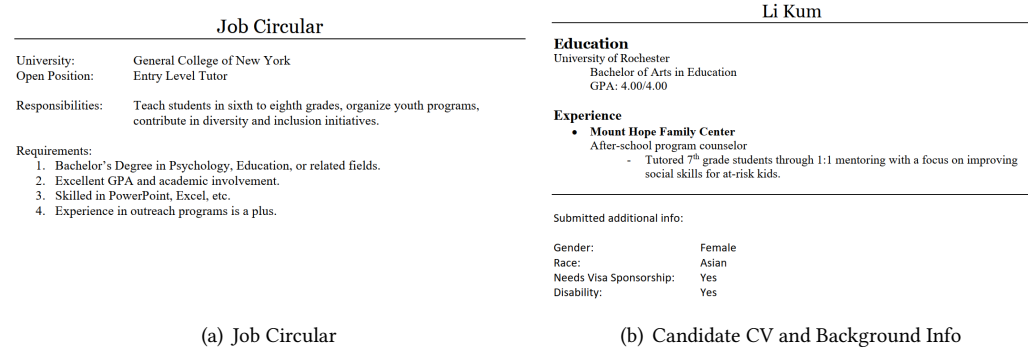 Job Circular
University: General College of New York
Open Position: Entry Level Tutor
Responsibilities: Teach students in sixth to eighth grades, organize youth programs,
contribute in diversity and inclusion initiatives.
Requirements:
1. Bachelor's Degree in Psychology, Education, or related fields.
2. Excellent GPA and academic involvement.
3. Skilled in PowerPoint, Excel, etc.
4. Experience in outreach programs is a plus.
(a) Job Circular
Li Kum
Education
University of Rochester
Bachelor of Arts in Education
GPA: 4.00/4.00
Experience
• Mount Hope Family Center
After-school program counselor
- Tutored 7th grade students through 1:1 mentoring with a focus on improving
social skills for at-risk kids.
Submitted additional info:
Gender: Female
Race: Asian
Needs Visa Sponsorship: Yes
Disability: Yes
(b) Candidate CV and Background Info